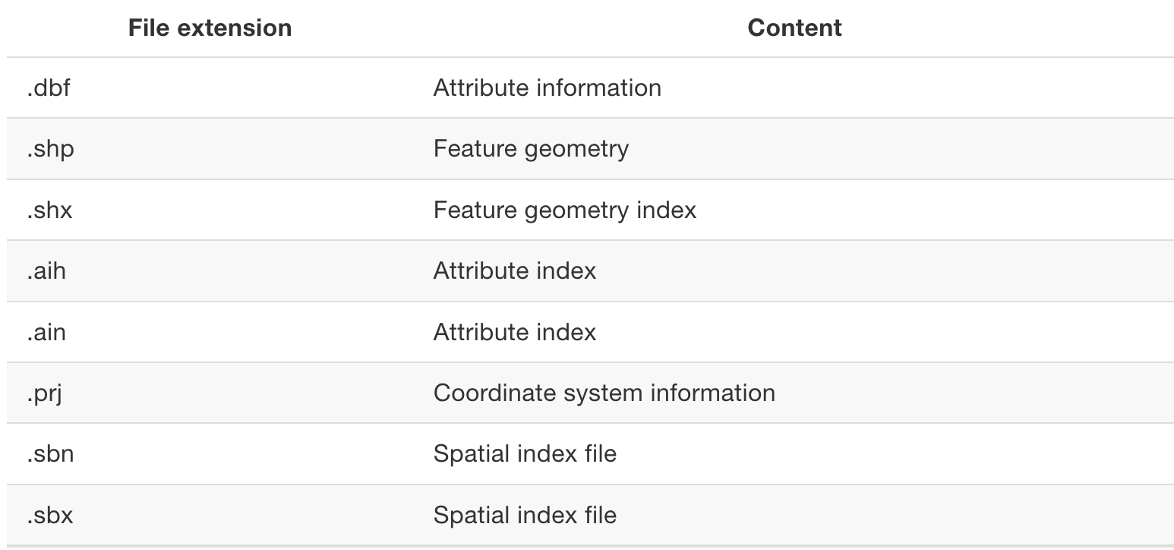 File extension Content
.dbf Attribute information
.shp Feature geometry
.shx Feature geometry index
.aih Attribute index
.ain Attribute index
.prj Coordinate system information
.sbn Spatial index file
.sbx Spatial index file